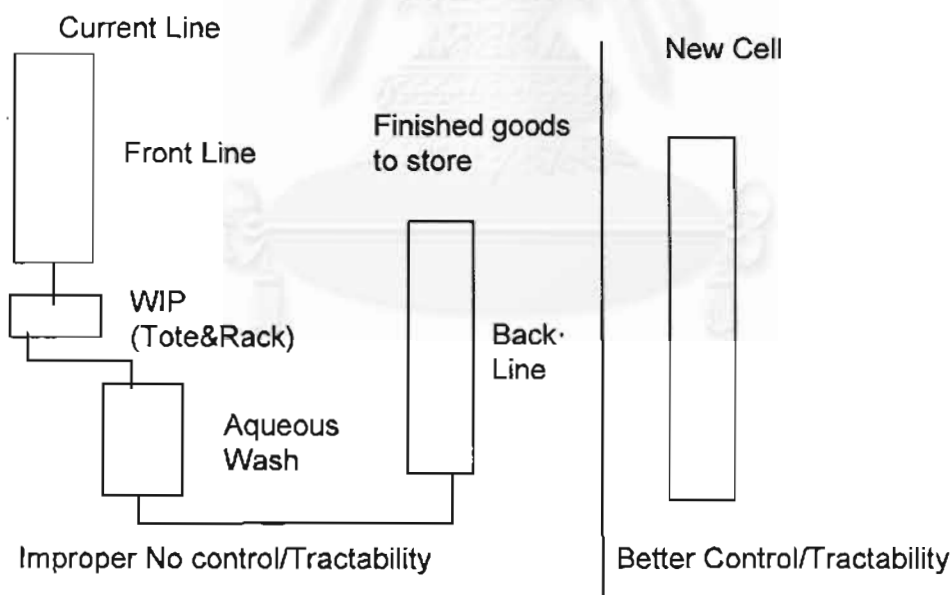 Current Line
Front Line
WIP
(Tote&Rack)
Aqueous
Wash
Finished goods
to store
Back·
Line
Improper No control/Tractability
New Cell
Better Control/Tractability